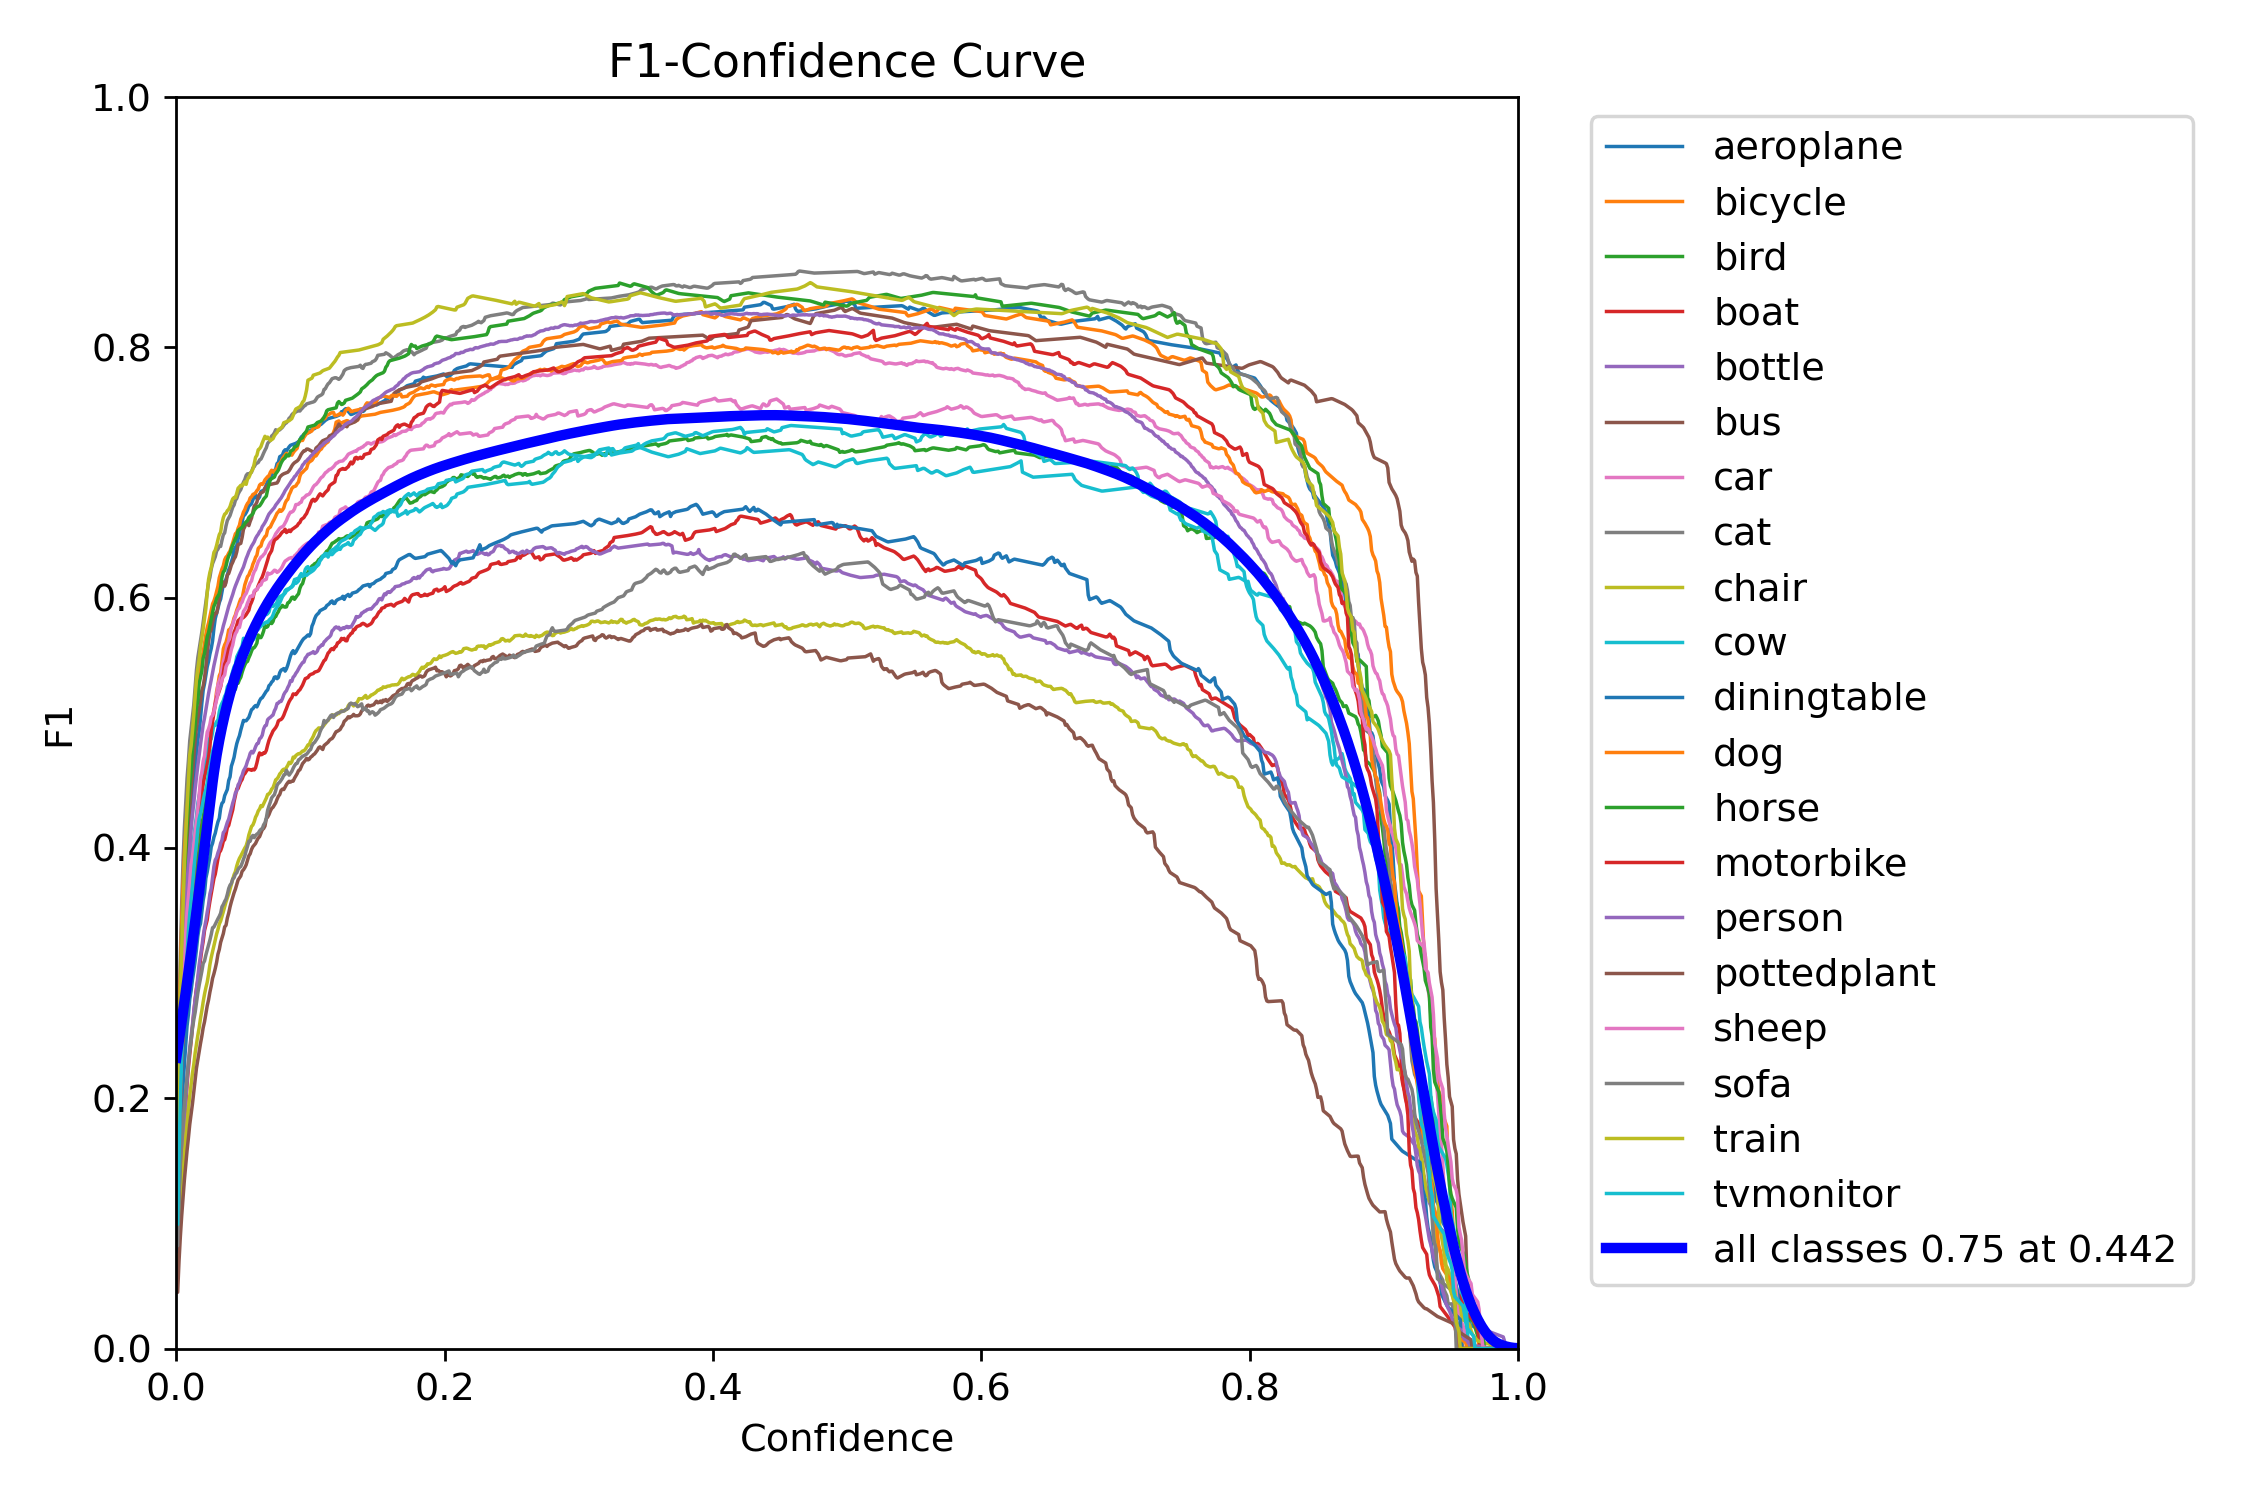 F1-Confidence Curve
1.0
0.8
0.6
0.4
0.2
0.0
F1
0.0 0.2 0.4 0.6 0.8 1.0
Confidence
aeroplane
bicycle
bird
boat
bottle
bus
car
cat
chair
cow
diningtable
dog
horse
motorbike
person
pottedplant
sheep
sofa
train
tvmonitor
all classes 0.75 at 0.442